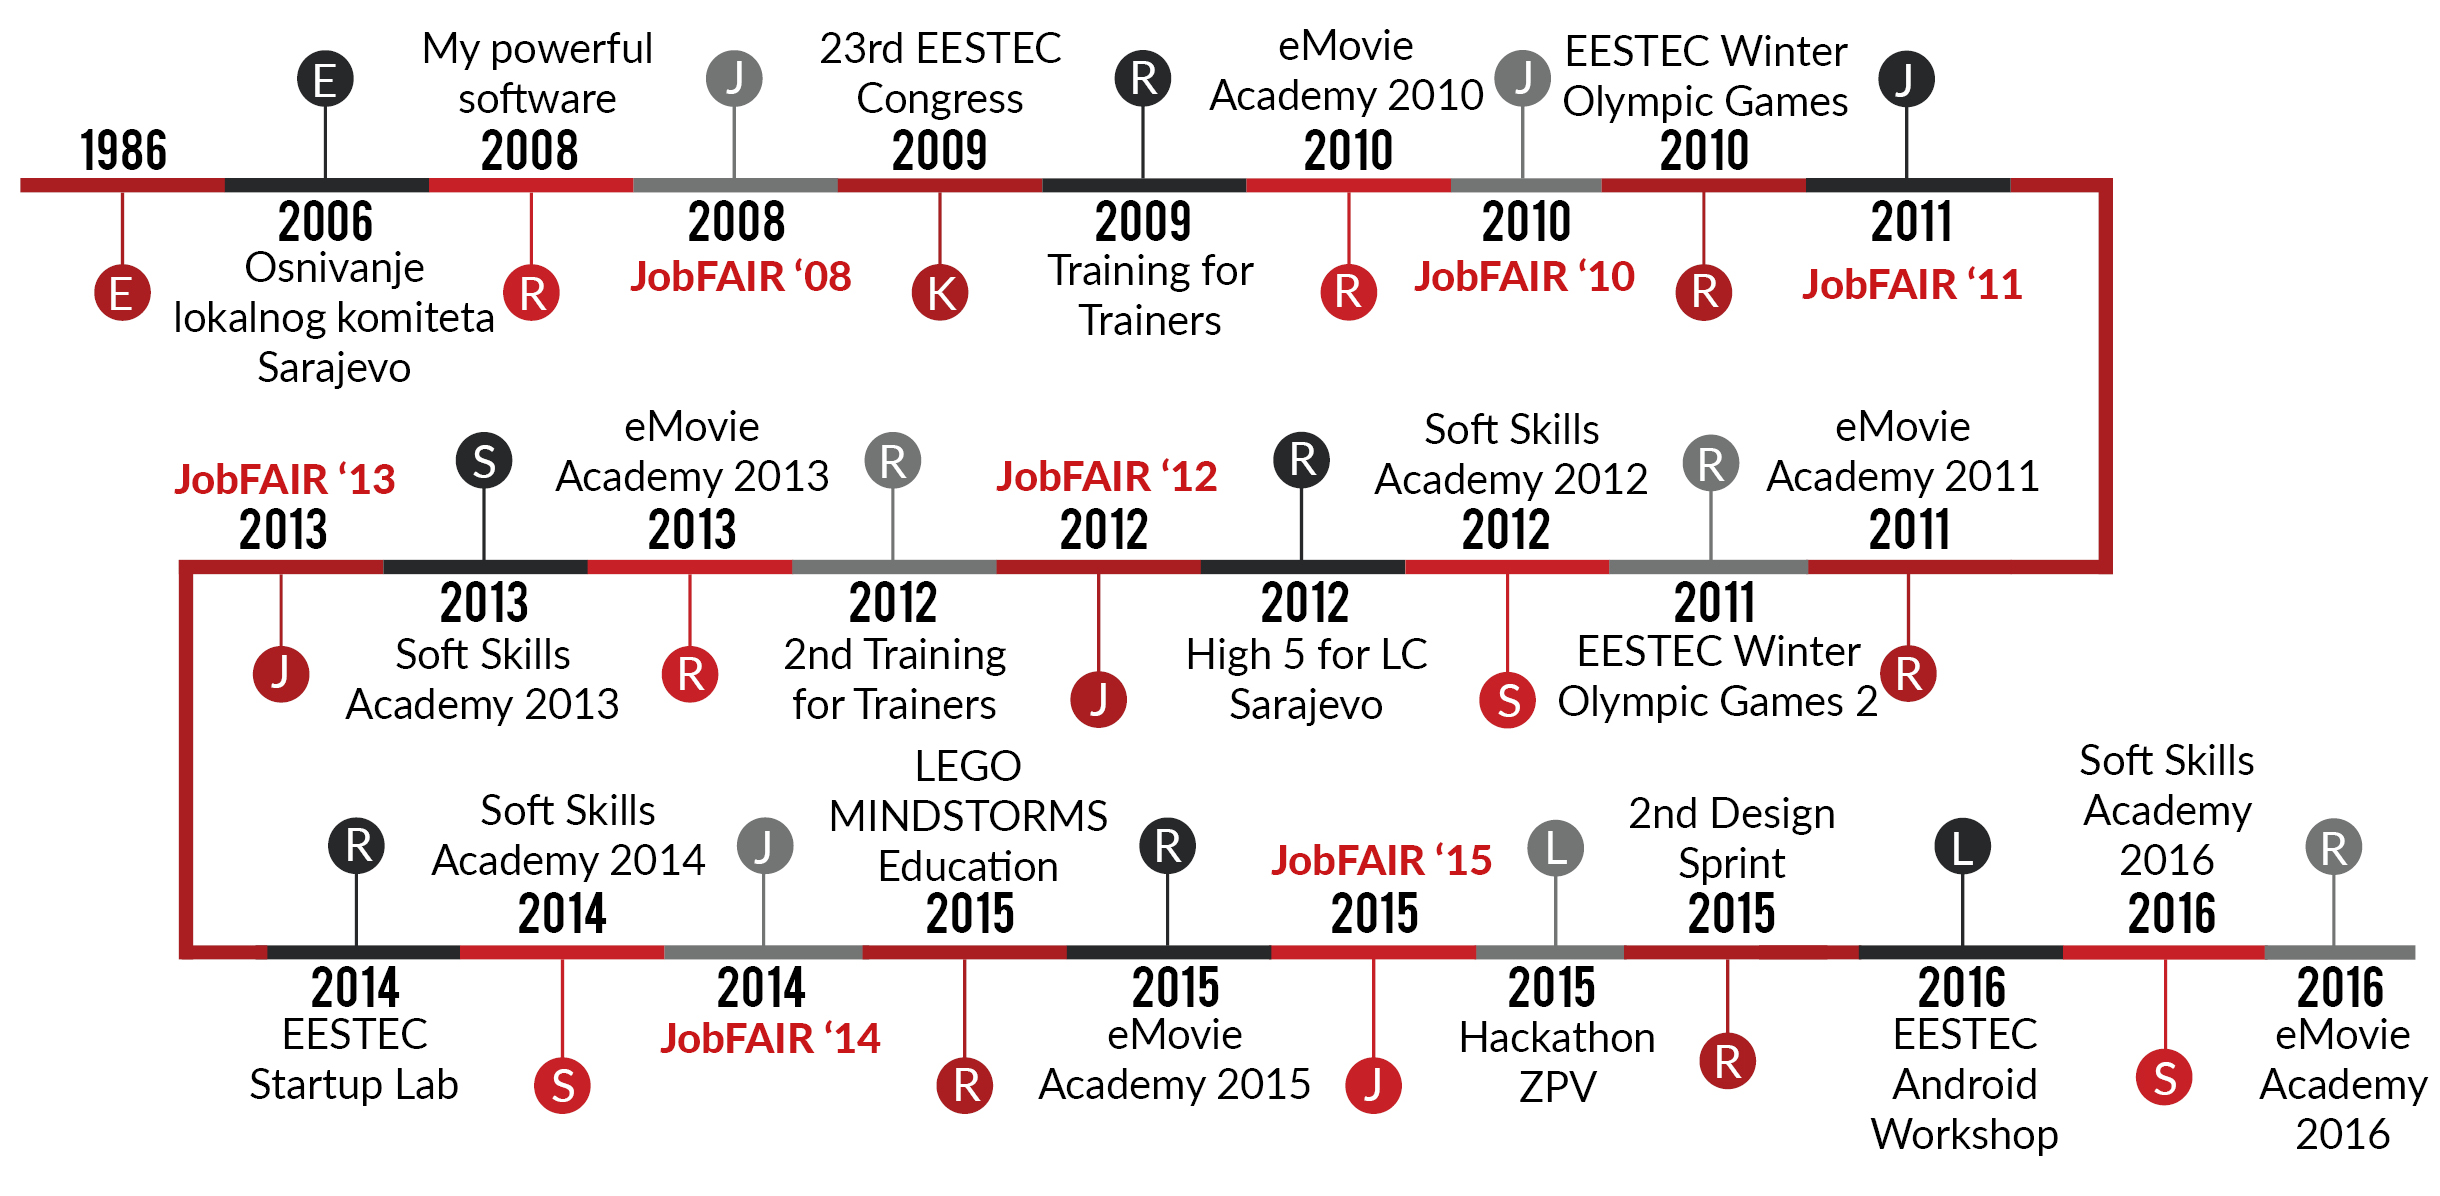 1986
E
E
2006
Osnivanje
lokalnog komiteta
Sarajevo
My powerful
software
2008
R
J
2008
JobFAIR ‘08
23rd EESTEC
Congress
2009
K
R
2009
Training for
Trainers
eMovie
Academy 2010
2010
R
J
2010
JobFAIR ‘10
EESTEC Winter
Olympic Games
2010
R
J
2011
JobFAIR ‘11
eMovie
Academy 2011
2011
R
R
2011
EESTEC Winter
Olympic Games 2
Soft Skills
Academy 2012
2012
S
R
2012
High 5 for LC
Sarajevo
JobFAIR ‘12
2012
J
R
2012
2nd Training
for Trainers
eMovie
Academy 2013
2013
R
S
2013
Soft Skills
Academy 2013
JobFAIR ‘13
2013
J
R
2014
EESTEC
Startup Lab
Soft Skills
Academy 2014
2014
S
J
2014
JobFAIR ‘14
LEGO
MINDSTORMS
Education
2015
R
R
2015
eMovie
Academy 2015
JobFAIR ‘15
2015
J
L
2015
Hackathon
ZPV
2nd Design
Sprint
2015
R
L
2016
EESTEC
Android
Workshop
Soft Skills
Academy
2016
2016
S
R
2016
eMovie
Academy
2016